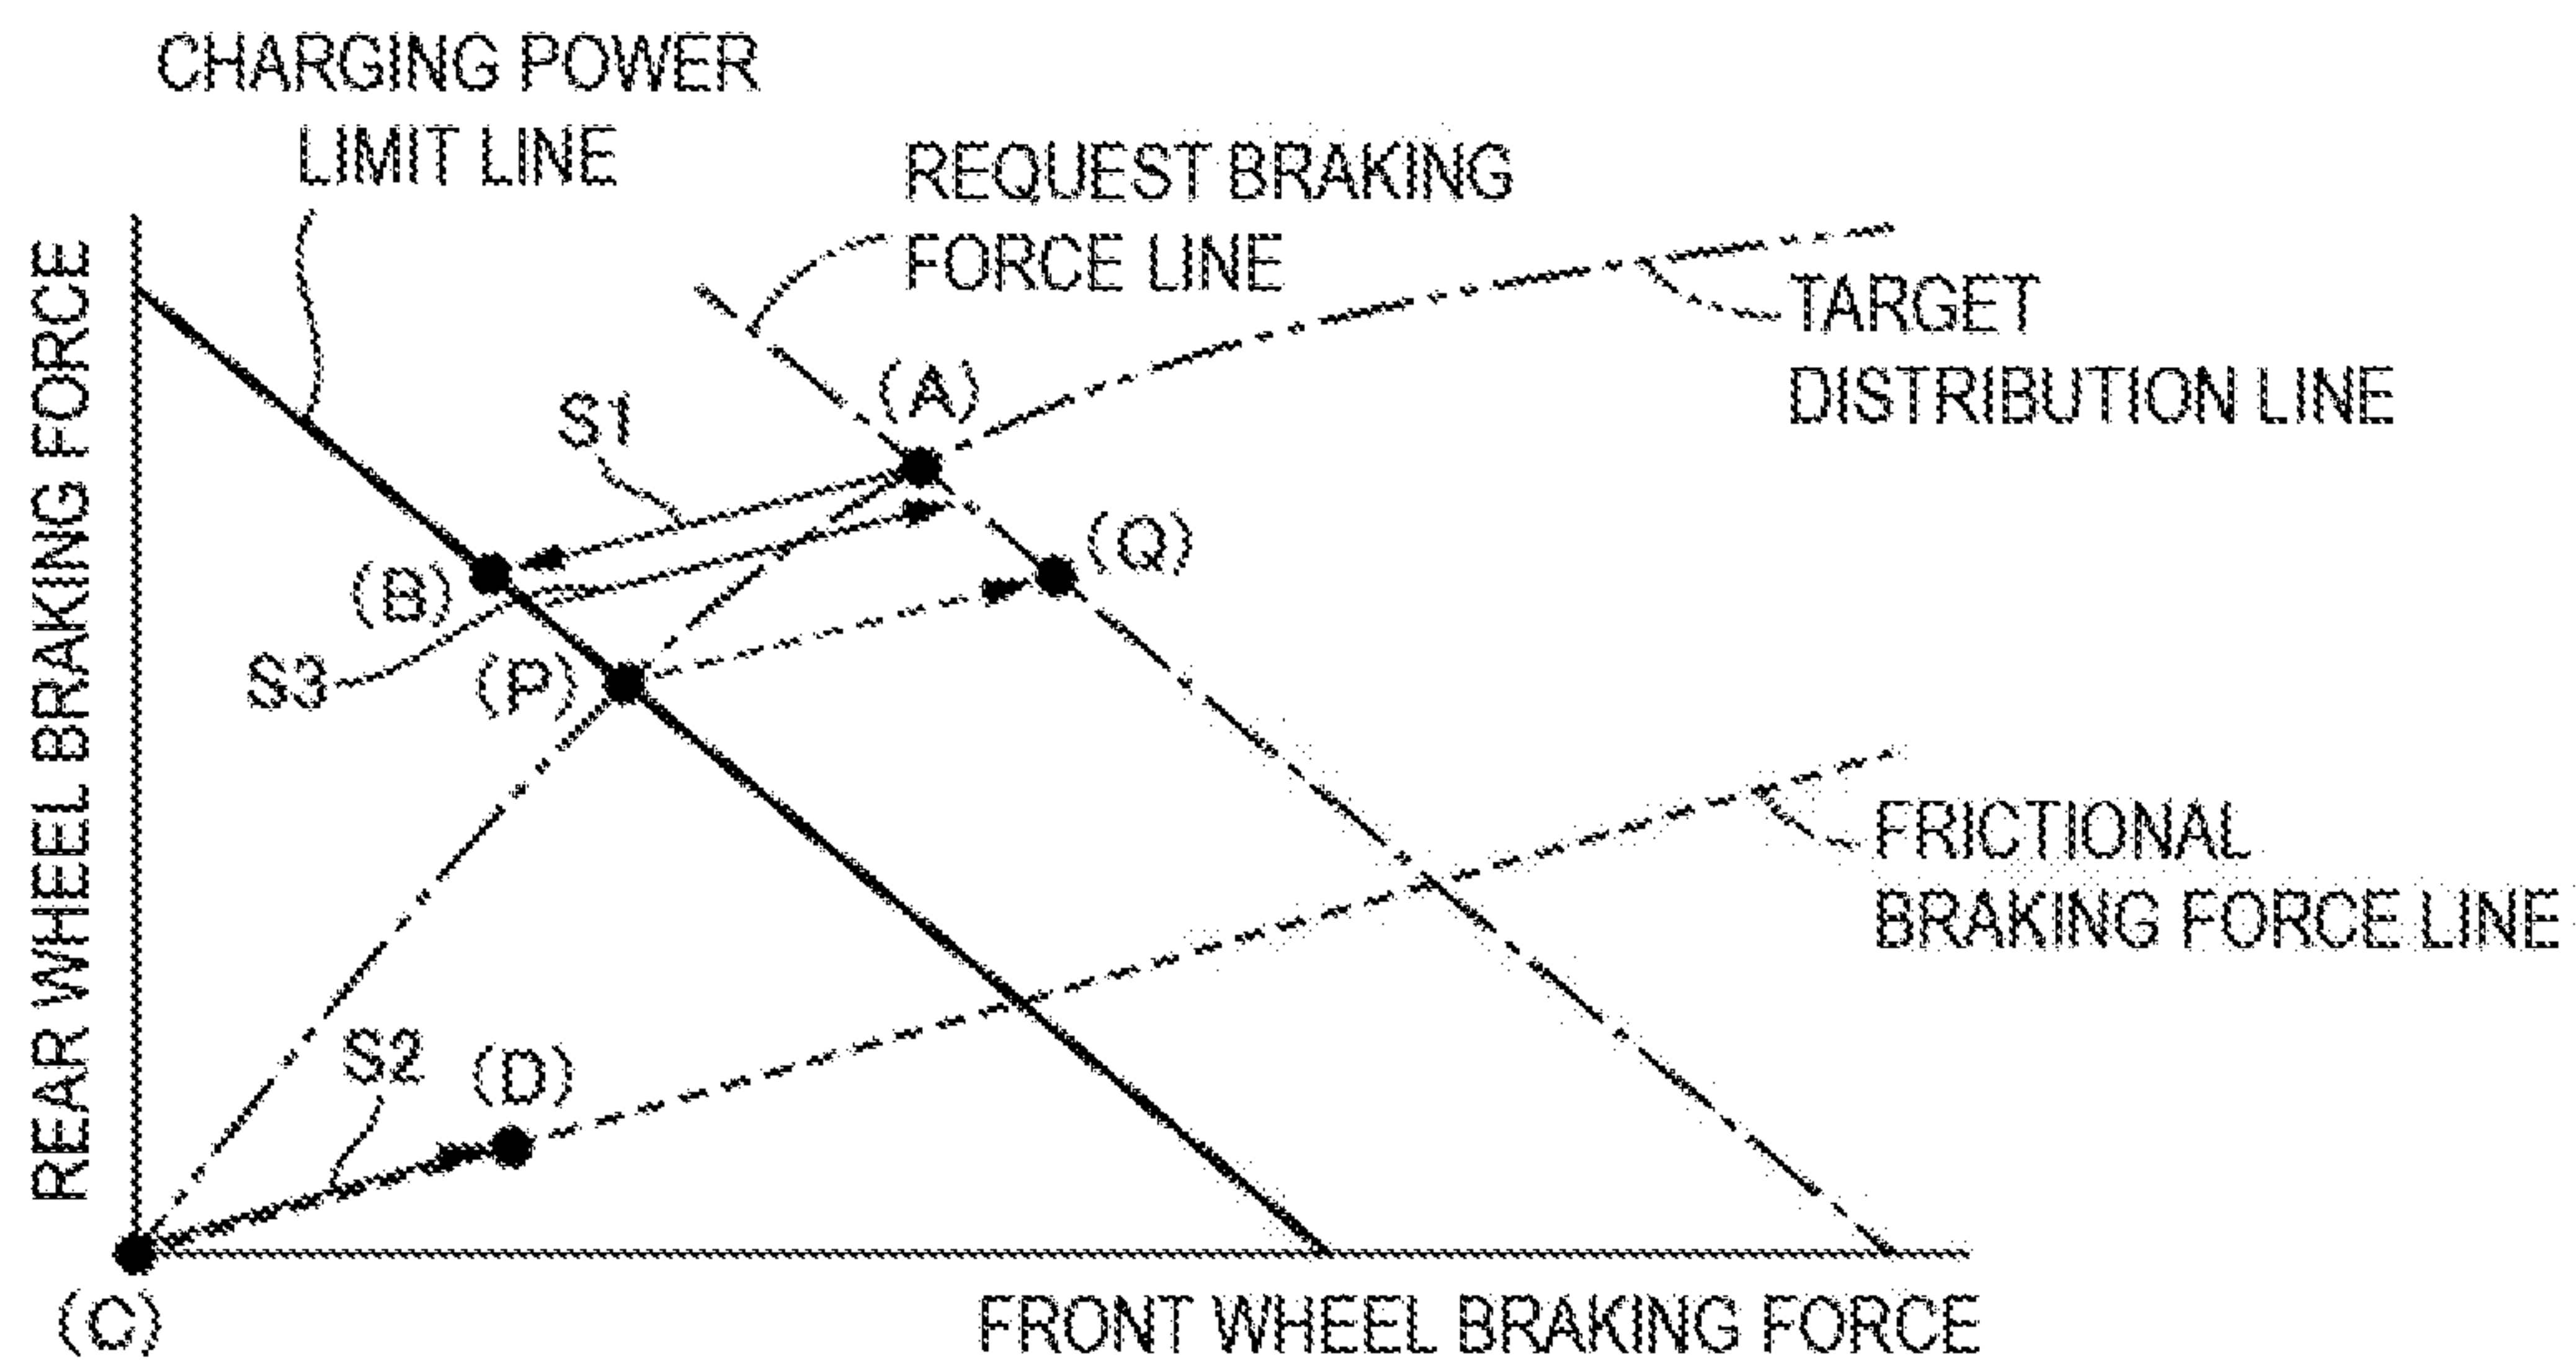 CHARGING POWER
LIMIT LINE
REQUEST BRAKING
FORCE LINE
TARGET
DISTRIBUTION LINE
(A)
S1
(Q)
(B)
S3
(P)
FRICTIONAL
BRAKING FORCE LINE
S2
(D)
(C)
REAR WHEEL BRAKING FORCE
FRONT WHEEL BRAKING FORCE